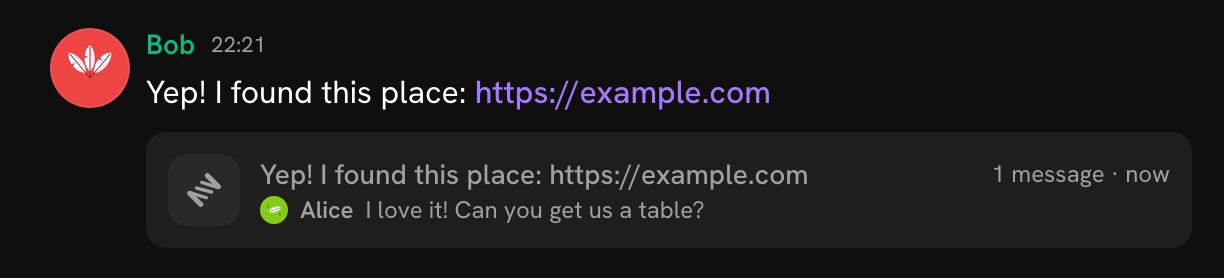 Bob 22:21
Yep! I found this place: https://example.com
Yep! I found this place: https://example.com 1 message · now
Alice I love it! Can you get us a table?